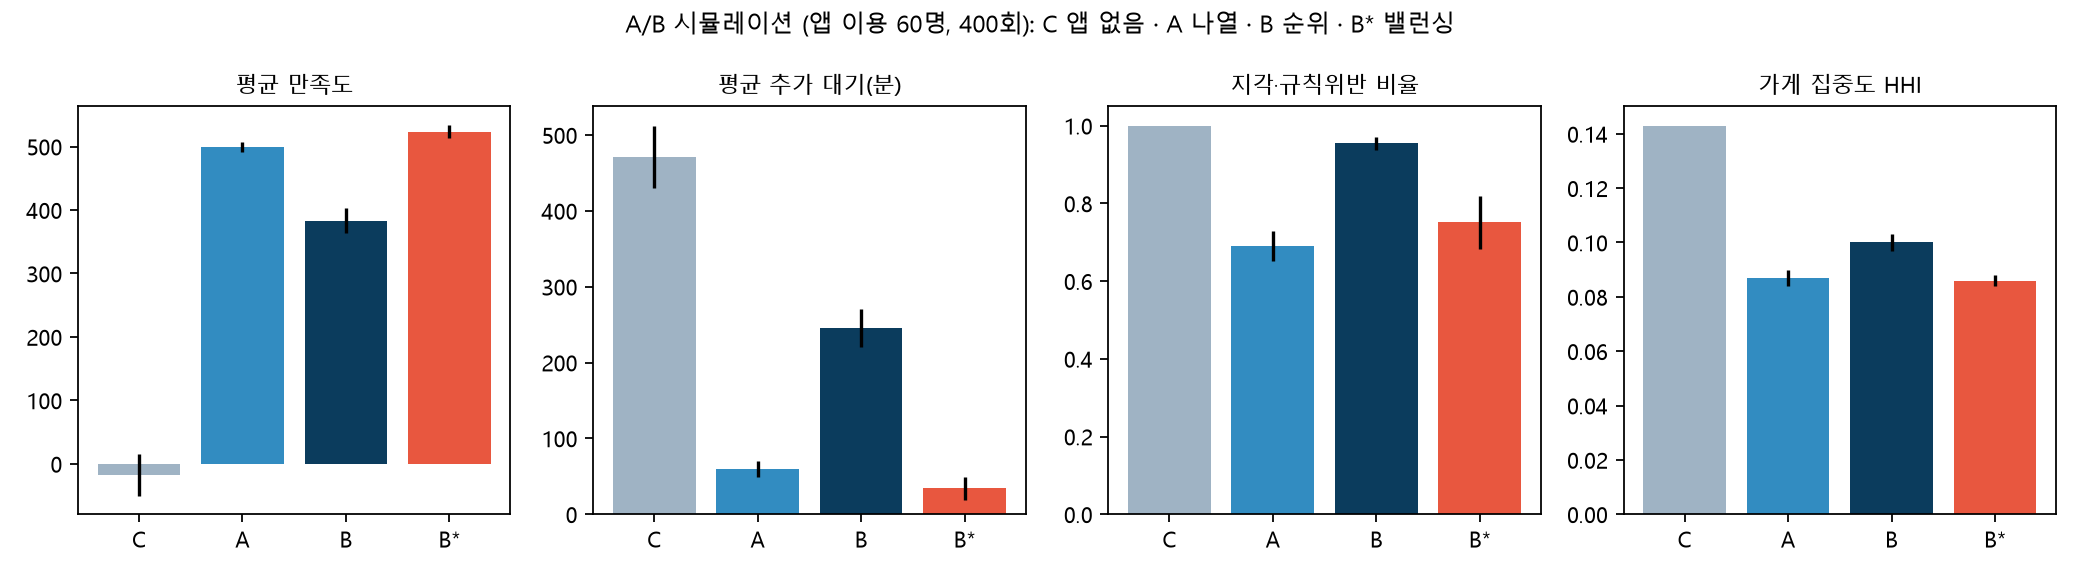 A/B 시뮬레이션 (앱 이용 60명, 400회): C 앱 없음 · A 나열 · B 순위 · B* 밸런싱
평균 만족도
500
400
300
200
100
0
C A B B*
평균 추가 대기(분)
500
400
300
200
100
0
C A B B*
지각·규칙위반 비율
1.0
0.8
0.6
0.4
0.2
0.0
C A B B*
가게 집중도 HHI
0.14
0.12
0.10
0.08
0.06
0.04
0.02
0.00
C A B B*